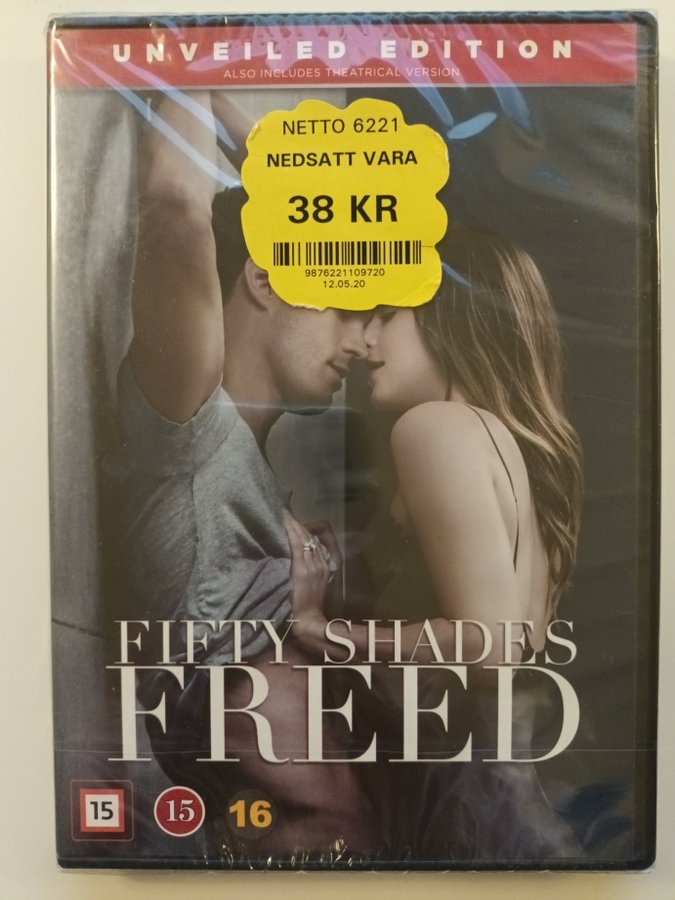 UNVEILED EDITION
ALSO INCLUDES THEATRICAL VERSION
NETTO 6221
NEDSATT VARA
38 KR
9876221109720
12.05.20
FIFTY SHADES
FREED
15
15
16